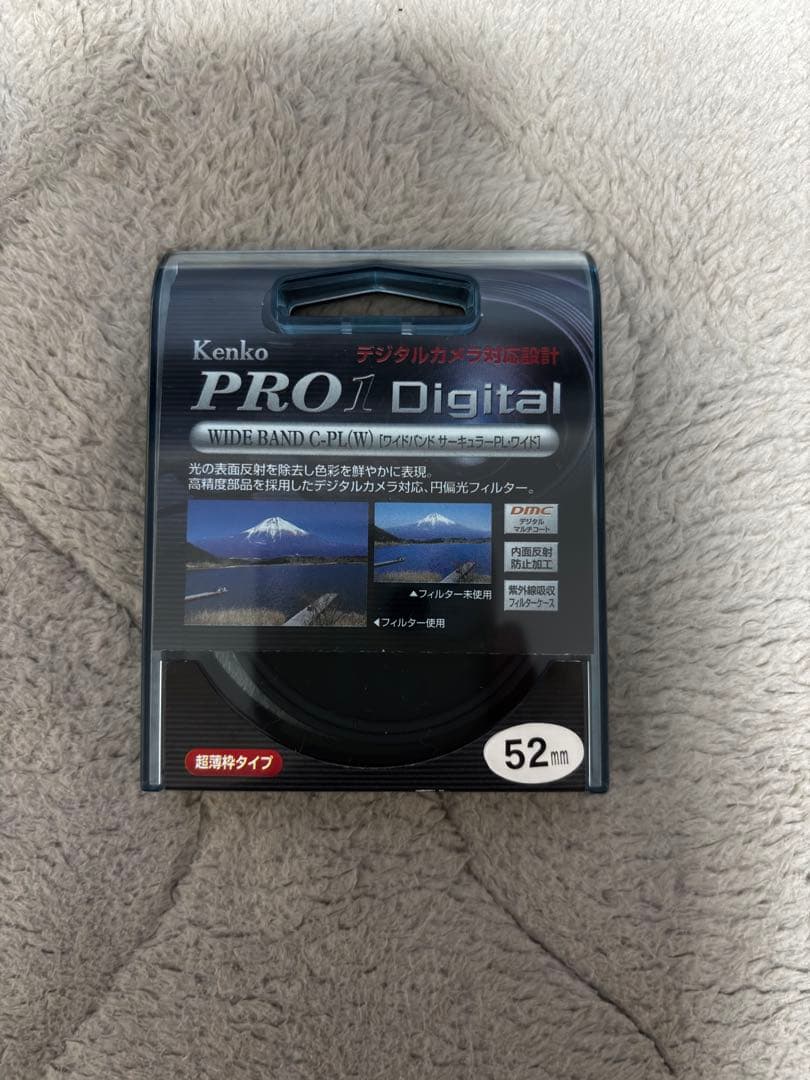 Kenko
デジタルカメラ対応設計
PRO1 Digital
WIDE BAND C-PL(W) [ワイドバンド サーキュラーPL・ワイド]
光の表面反射を除去し色彩を鮮やかに表現。
高精度部品を採用したデジタルカメラ対応、円偏光フィルター。
DMC
デジタル
マルチコート
内面反射
防止加工
紫外線吸収
フィルターケース
▲フィルター未使用
◀フィルター使用
超薄枠タイプ
52mm